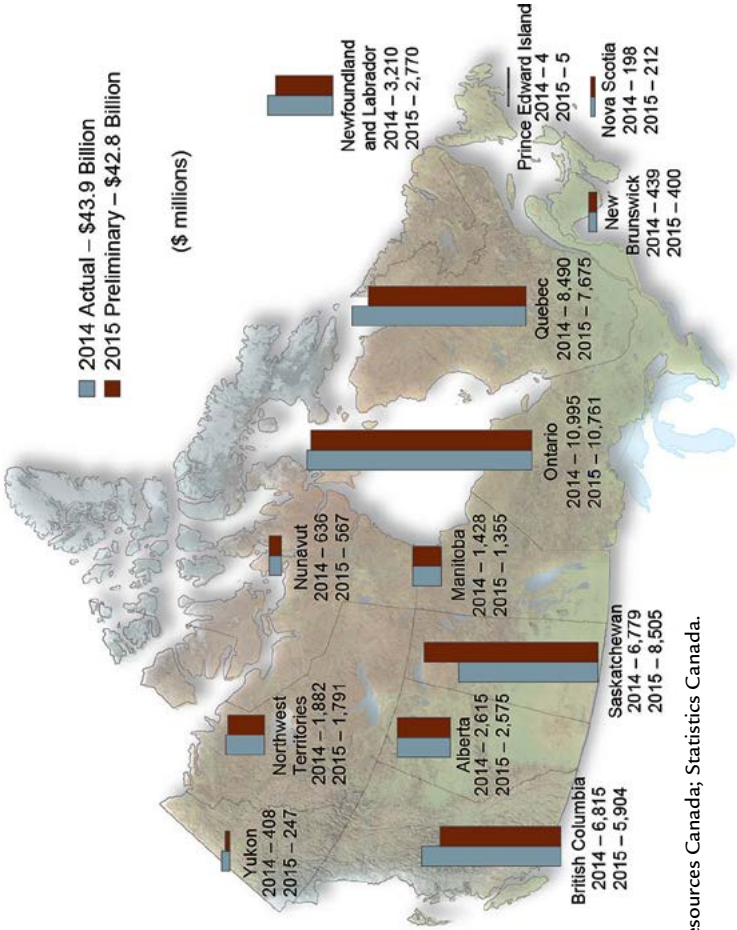 2014 Actual – $43.9 Billion
2015 Preliminary – $42.8 Billion
($ millions)
Yukon
2014 – 408
2015 – 247
Northwest
Territories
2014 – 1,882
2015 – 1,791
Nunavut
2014 – 636
2015 – 567
Newfoundland
and Labrador
2014 – 3,210
2015 – 2,770
British Columbia
2014 – 6,815
2015 – 5,904
Alberta
2014 – 2,615
2015 – 2,575
Saskatchewan
2014 – 6,779
2015 – 8,505
Manitoba
2014 – 1,428
2015 – 1,355
Ontario
2014 – 10,995
2015 – 10,761
Quebec
2014 – 8,490
2015 – 7,675
Prince Edward Island
2014 – 4
2015 – 5
New
Brunswick
2014 – 439
2015 – 400
Nova Scotia
2014 – 198
2015 – 212
Canada; Statistics Canada.